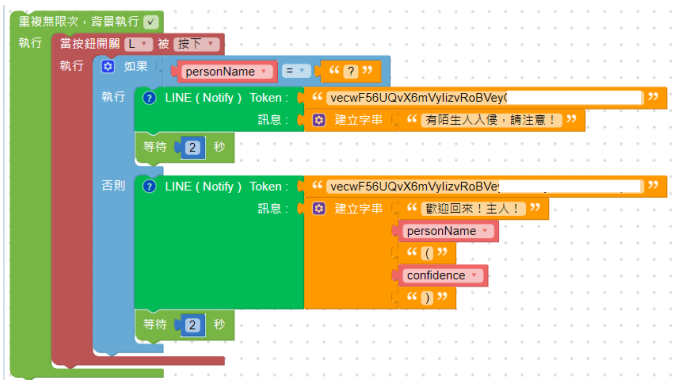 重複無限次，背景執行
執行 當按鈕開關 L 被 按下
執行 如果 personName = “ ? ”
執行 LINE ( Notify ) Token : “ vecwF56UQvX6mVylizvRoBVey ”
訊息 : 建立字串 “ 有陌生人入侵，請注意！ ”
等待 2 秒
否則 LINE ( Notify ) Token : “ vecwF56UQvX6mVylizvRoBVey ”
訊息 : 建立字串 “ 歡迎回來！主人！ ”
personName
“ ( ”
confidence
“ ) ”
等待 2 秒